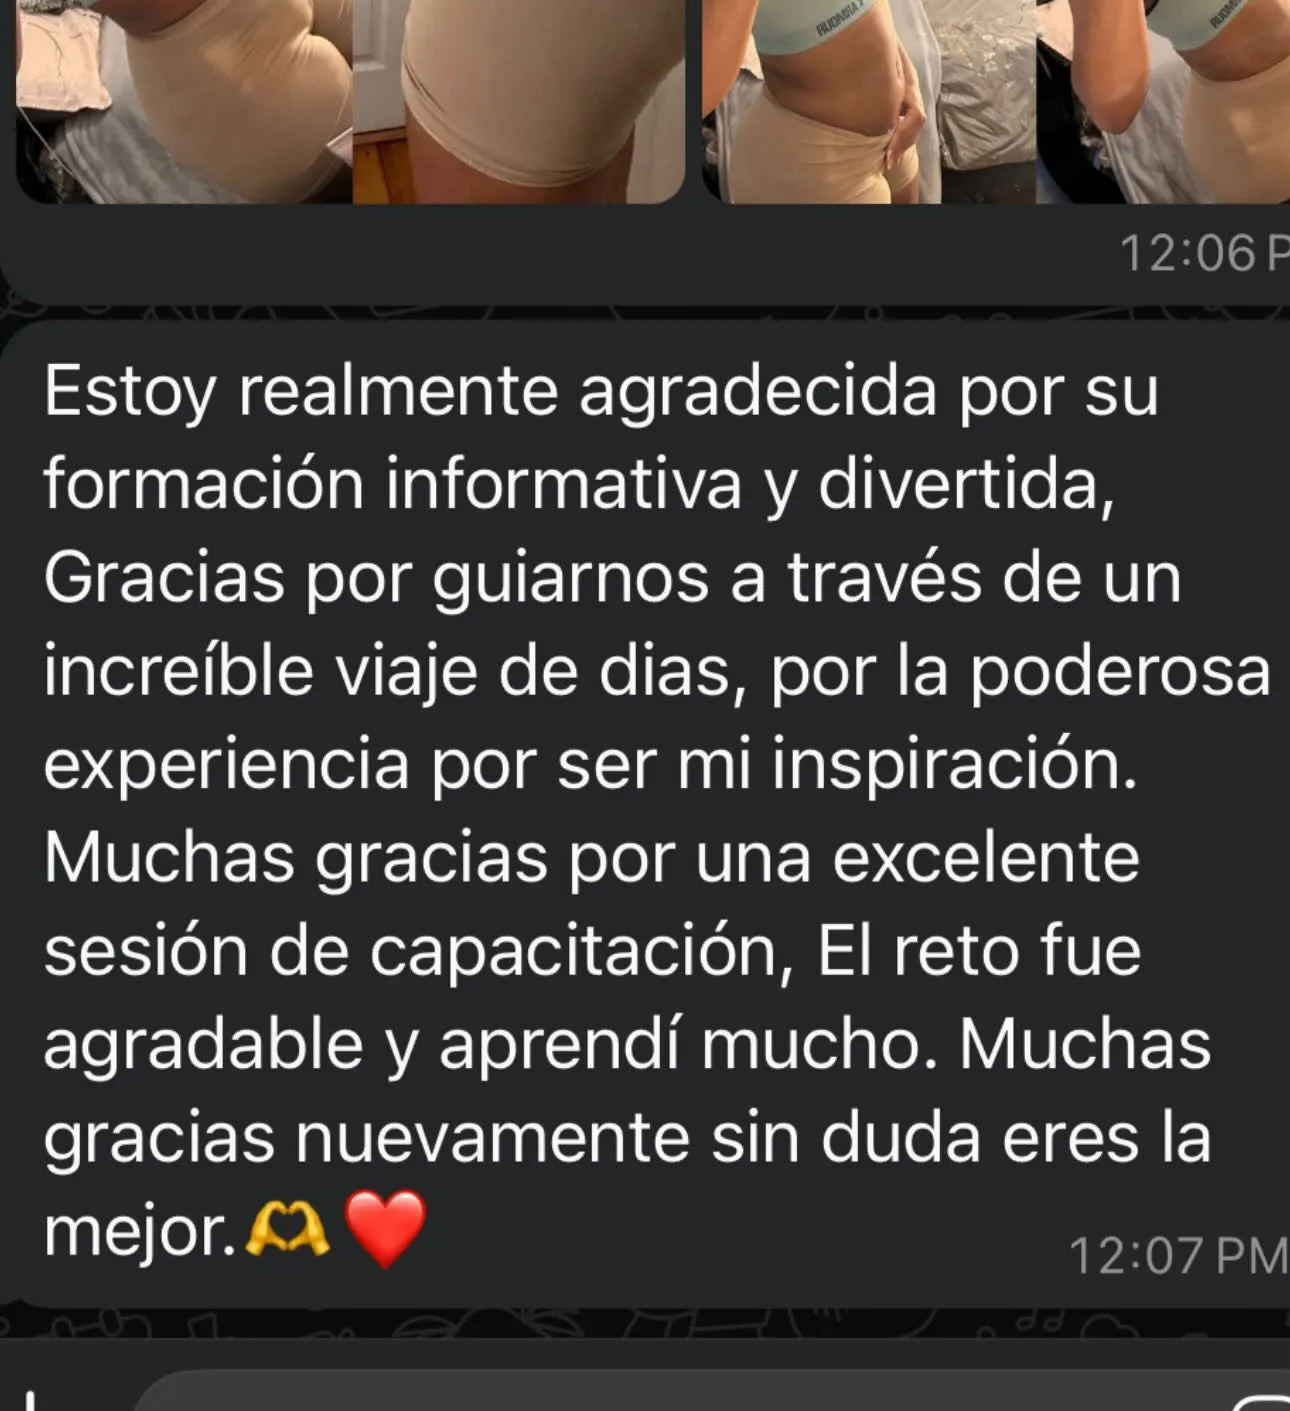 12:06 P
Estoy realmente agradecida por su
formación informativa y divertida,
Gracias por guiarnos a través de un
increíble viaje de dias, por la poderosa
experiencia por ser mi inspiración.
Muchas gracias por una excelente
sesión de capacitación, El reto fue
agradable y aprendí mucho. Muchas
gracias nuevamente sin duda eres la
mejor.🫶❤️
12:07 PM